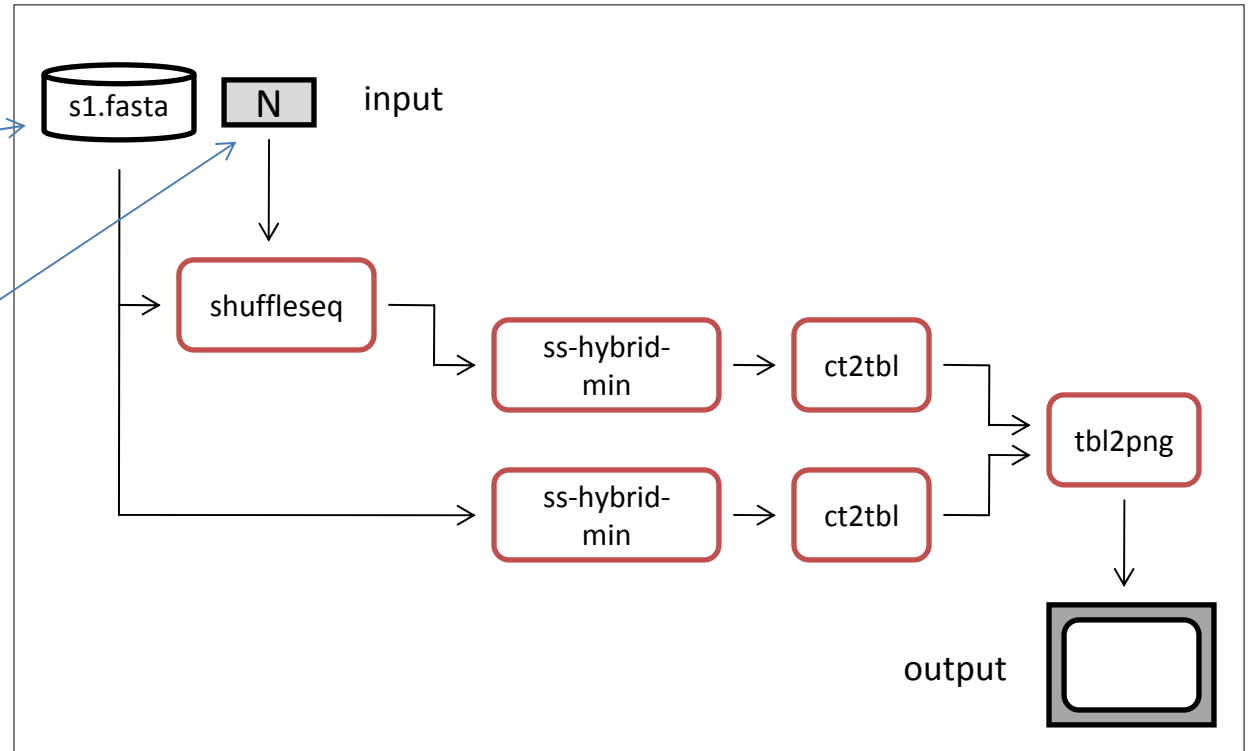 s1.fasta
N
input
shuffleseq
ss-hybrid-
min
ct2tbl
tbl2png
ss-hybrid-
min
ct2tbl
output